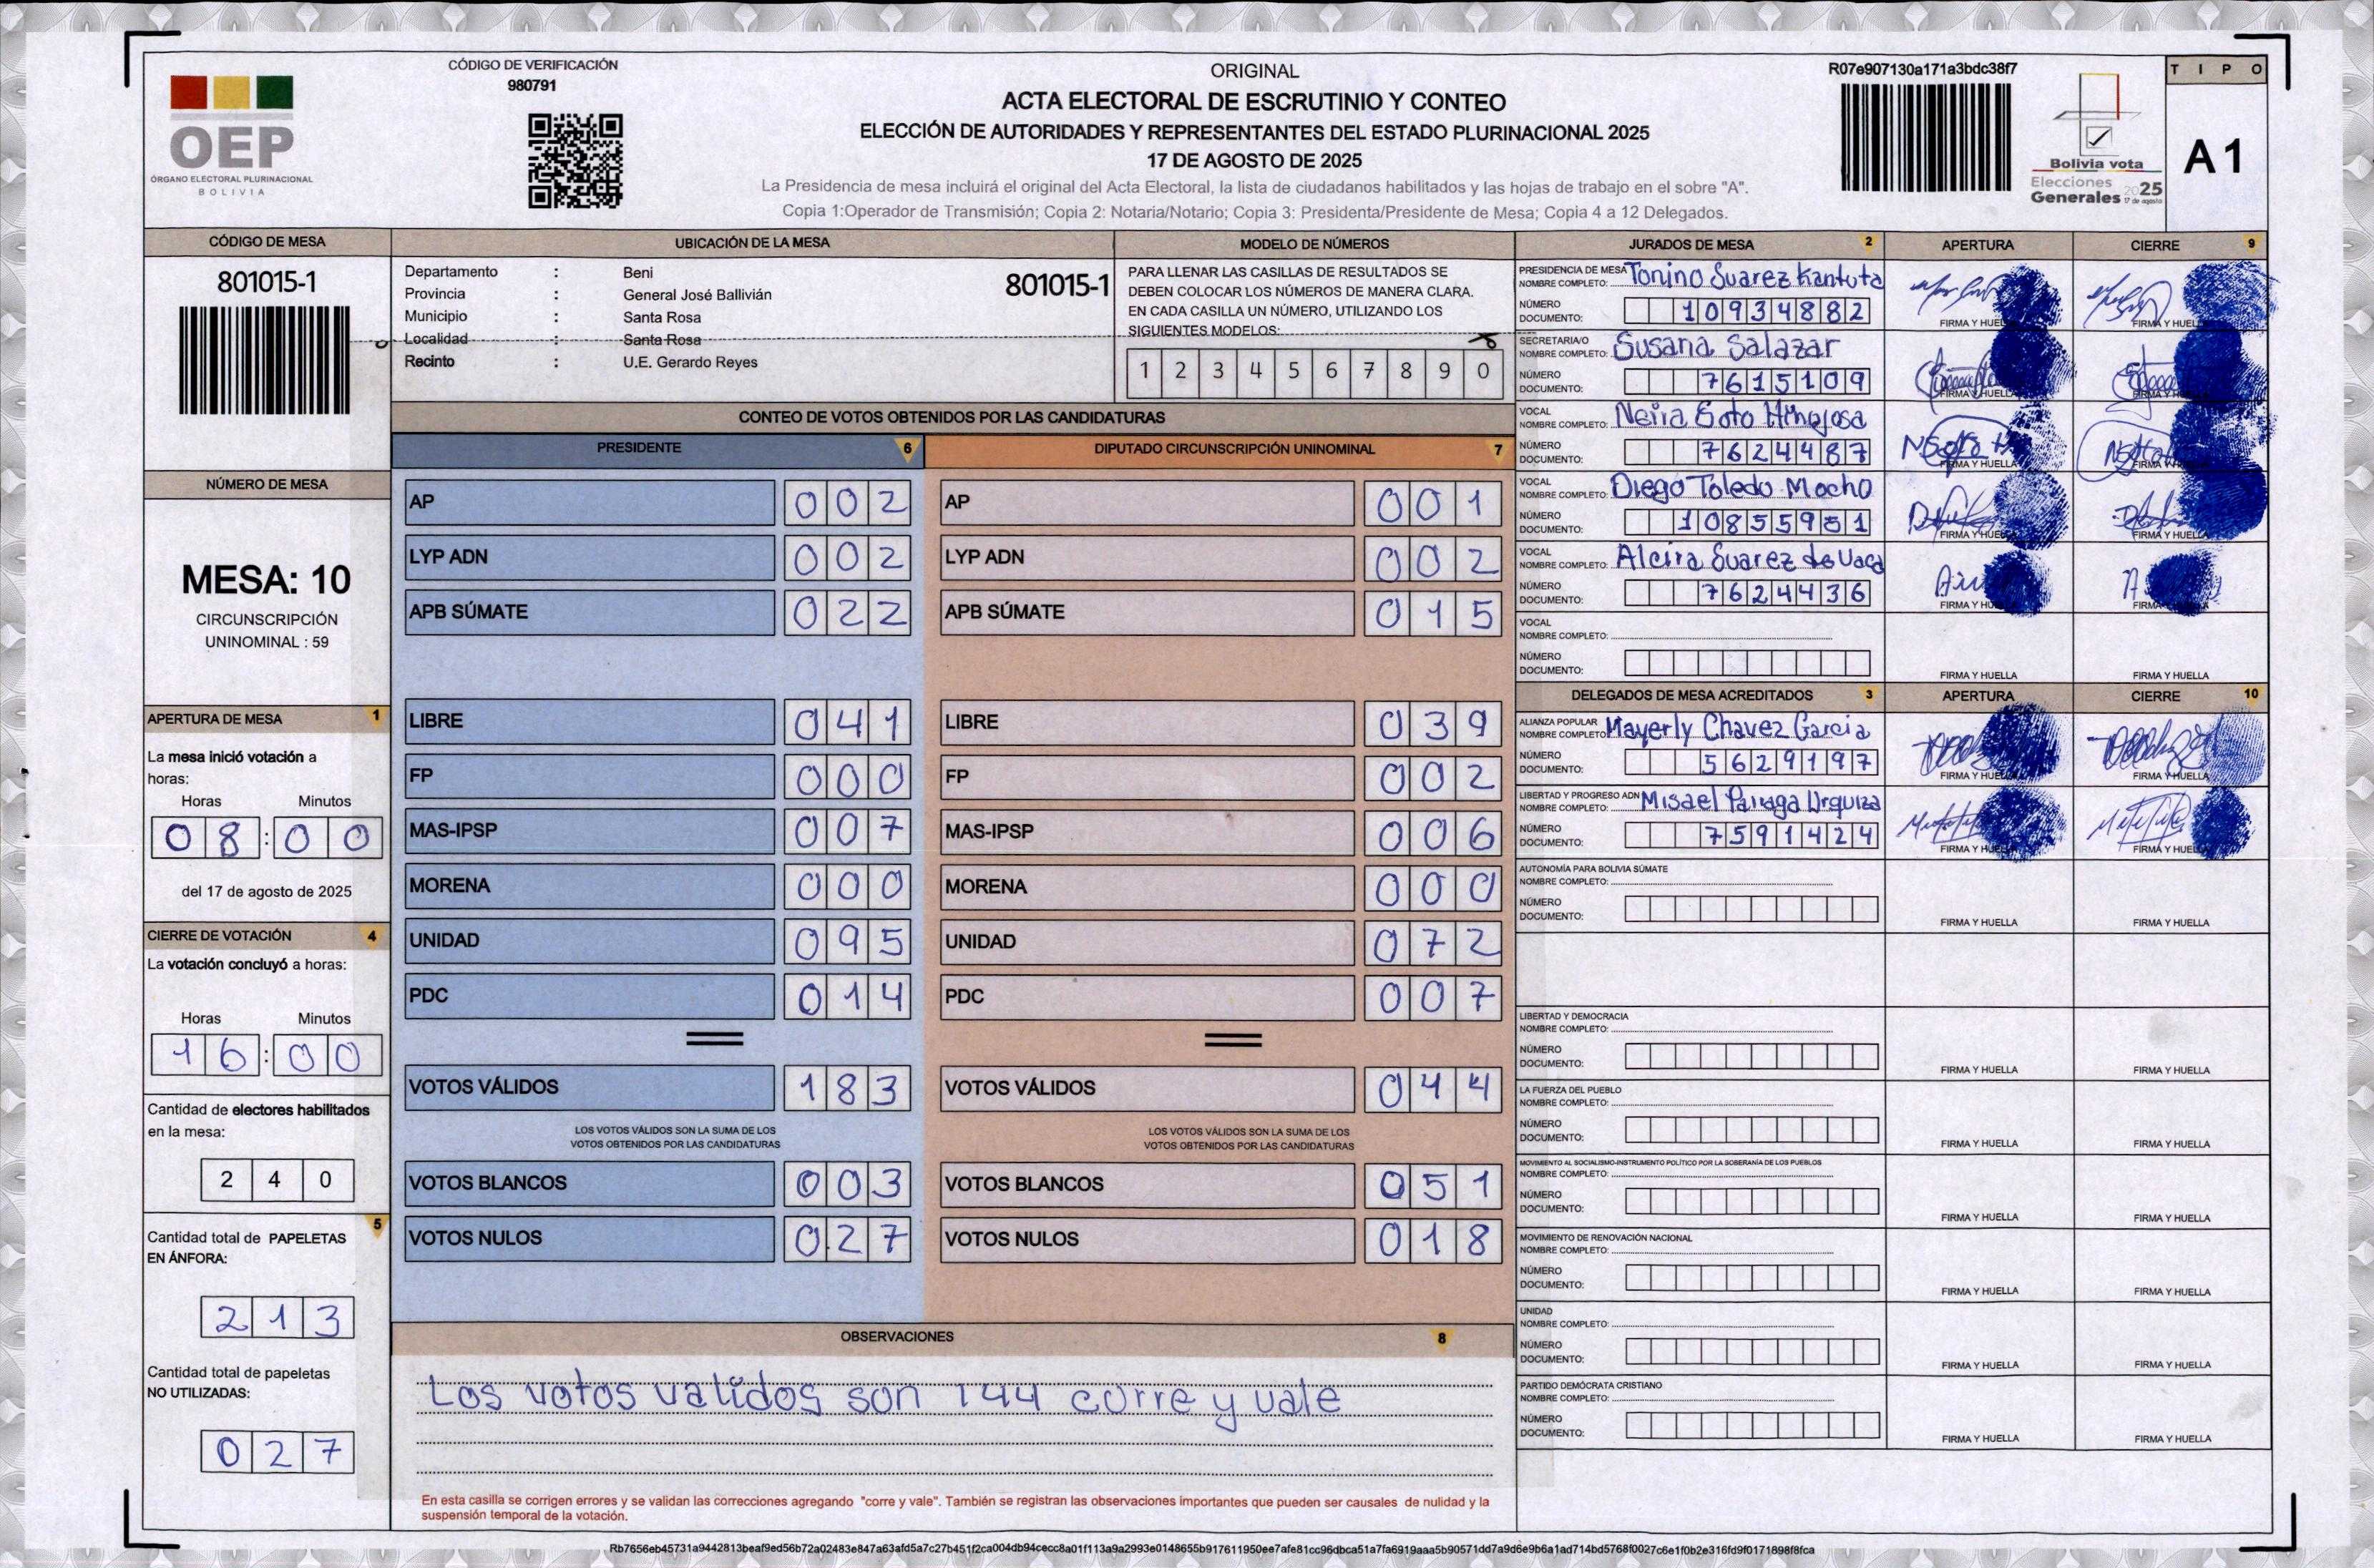 CÓDIGO DE VERIFICACIÓN
980791
OEP
ÓRGANO ELECTORAL PLURINACIONAL
BOLIVIA
ORIGINAL
ACTA ELECTORAL DE ESCRUTINIO Y CONTEO
ELECCIÓN DE AUTORIDADES Y REPRESENTANTES DEL ESTADO PLURINACIONAL 2025
17 DE AGOSTO DE 2025
La Presidencia de mesa incluirá el original del Acta Electoral, la lista de ciudadanos habilitados y las hojas de trabajo en el sobre "A".
Copia 1:Operador de Transmisión; Copia 2: Notaria/Notario; Copia 3: Presidenta/Presidente de Mesa; Copia 4 a 12 Delegados.
R07e907130a171a3bdc38f7
Bolivia vota
Elecciones
Generales 2025
17 de agosto
TIPO
A1
CÓDIGO DE MESA
801015-1
NÚMERO DE MESA
MESA: 10
CIRCUNSCRIPCIÓN
UNINOMINAL : 59
APERTURA DE MESA 1
La mesa inició votación a
horas:
Horas Minutos
08:00
del 17 de agosto de 2025
CIERRE DE VOTACIÓN 4
La votación concluyó a horas:
Horas Minutos
16:00
Cantidad de electores habilitados
en la mesa:
240
5
Cantidad total de PAPELETAS
EN ÁNFORA:
213
Cantidad total de papeletas
NO UTILIZADAS:
027
UBICACIÓN DE LA MESA
Departamento : Beni
801015-1
Provincia : General José Ballivián
Municipio : Santa Rosa
Localidad : Santa Rosa
Recinto : U.E. Gerardo Reyes
MODELO DE NÚMEROS
PARA LLENAR LAS CASILLAS DE RESULTADOS SE
DEBEN COLOCAR LOS NÚMEROS DE MANERA CLARA.
EN CADA CASILLA UN NÚMERO, UTILIZANDO LOS
SIGUIENTES MODELOS:
1 2 3 4 5 6 7 8 9 0
CONTEO DE VOTOS OBTENIDOS POR LAS CANDIDATURAS
PRESIDENTE 6
AP 002
LYP ADN 002
APB SÚMATE 022
LIBRE 041
FP 000
MAS-IPSP 007
MORENA 000
UNIDAD 095
PDC 014
VOTOS VÁLIDOS 183
LOS VOTOS VÁLIDOS SON LA SUMA DE LOS
VOTOS OBTENIDOS POR LAS CANDIDATURAS
VOTOS BLANCOS 003
VOTOS NULOS 027
DIPUTADO CIRCUNSCRIPCIÓN UNINOMINAL 7
AP 001
LYP ADN 002
APB SÚMATE 015
LIBRE 039
FP 002
MAS-IPSP 006
MORENA 000
UNIDAD 072
PDC 007
VOTOS VÁLIDOS 044
LOS VOTOS VÁLIDOS SON LA SUMA DE LOS
VOTOS OBTENIDOS POR LAS CANDIDATURAS
VOTOS BLANCOS 051
VOTOS NULOS 018
OBSERVACIONES 8
Los votos validos son 144 corre y vale
En esta casilla se corrigen errores y se validan las correcciones agregando "corre y vale". También se registran las observaciones importantes que pueden ser causales de nulidad y la
suspensión temporal de la votación.
JURADOS DE MESA 2 APERTURA CIERRE 9
PRESIDENCIA DE MESA
NOMBRE COMPLETO: Tonino Suarez Kantuta
NÚMERO
DOCUMENTO: 10934882
FIRMA Y HUELLA FIRMA Y HUELLA
SECRETARIA/O
NOMBRE COMPLETO: Susana Salazar
NÚMERO
DOCUMENTO: 7615109
FIRMA Y HUELLA FIRMA Y HUELLA
VOCAL
NOMBRE COMPLETO: Neiia Soto Hinojosa
NÚMERO
DOCUMENTO: 7624487
FIRMA Y HUELLA FIRMA Y HUELLA
VOCAL
NOMBRE COMPLETO: Diego Toledo Mocho
NÚMERO
DOCUMENTO:
FIRMA Y HUELLA FIRMA Y HUELLA
VOCAL
NOMBRE COMPLETO: Alcira Suarez de Vaca
NÚMERO
DOCUMENTO: 7624436
FIRMA Y HUELLA FIRMA Y HUELLA
VOCAL
NOMBRE COMPLETO:
NÚMERO
DOCUMENTO:
FIRMA Y HUELLA FIRMA Y HUELLA
DELEGADOS DE MESA ACREDITADOS 3 APERTURA CIERRE 10
ALIANZA POPULAR
NOMBRE COMPLETO: Mayerly Chavez Garcia
NÚMERO
DOCUMENTO: 5629197
FIRMA Y HUELLA FIRMA Y HUELLA
LIBERTAD Y PROGRESO ADN
NOMBRE COMPLETO: Misael Parraga Urquiza
NÚMERO
DOCUMENTO: 7591424
FIRMA Y HUELLA FIRMA Y HUELLA
AUTONOMÍA PARA BOLIVIA SÚMATE
NOMBRE COMPLETO:
NÚMERO
DOCUMENTO:
FIRMA Y HUELLA FIRMA Y HUELLA
LIBERTAD Y DEMOCRACIA
NOMBRE COMPLETO:
NÚMERO
DOCUMENTO:
FIRMA Y HUELLA FIRMA Y HUELLA
LA FUERZA DEL PUEBLO
NOMBRE COMPLETO:
NÚMERO
DOCUMENTO:
FIRMA Y HUELLA FIRMA Y HUELLA
MOVIMIENTO AL SOCIALISMO-INSTRUMENTO POLÍTICO POR LA SOBERANÍA DE LOS PUEBLOS
NOMBRE COMPLETO:
NÚMERO
DOCUMENTO:
FIRMA Y HUELLA FIRMA Y HUELLA
MOVIMIENTO DE RENOVACIÓN NACIONAL
NOMBRE COMPLETO:
NÚMERO
DOCUMENTO:
FIRMA Y HUELLA FIRMA Y HUELLA
UNIDAD
NOMBRE COMPLETO:
NÚMERO
DOCUMENTO:
FIRMA Y HUELLA FIRMA Y HUELLA
PARTIDO DEMÓCRATA CRISTIANO
NOMBRE COMPLETO:
NÚMERO
DOCUMENTO:
FIRMA Y HUELLA FIRMA Y HUELLA